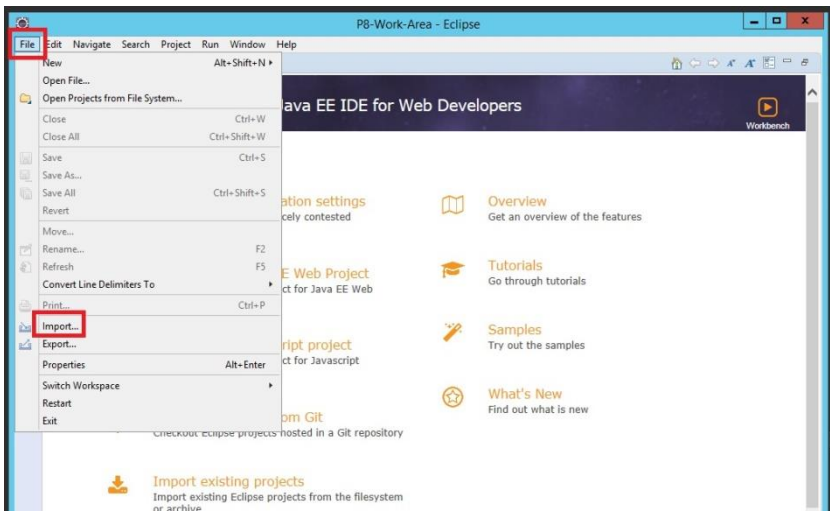 P8-Work-Area - Eclipse
File Edit Navigate Search Project Run Window Help
New Alt+Shift+N
Open File...
Open Projects from File System...
Close Ctrl+W
Close All Ctrl+Shift+W
Save Ctrl+S
Save As...
Save All Ctrl+Shift+S
Revert
Move...
Rename... F2
Refresh F5
Convert Line Delimiters To
Print... Ctrl+P
Import...
Export...
Properties Alt+Enter
Switch Workspace
Restart
Exit
Java EE IDE for Web Developers
Workbench
ation settings
cely contested
Overview
Get an overview of the features
E Web Project
ct for Java EE Web
Tutorials
Go through tutorials
ript project
ct for Javascript
Samples
Try out the samples
om Git
Checkout Eclipse projects hosted in a Git repository
What's New
Find out what is new
Import existing projects
Import existing Eclipse projects from the filesystem
or archive